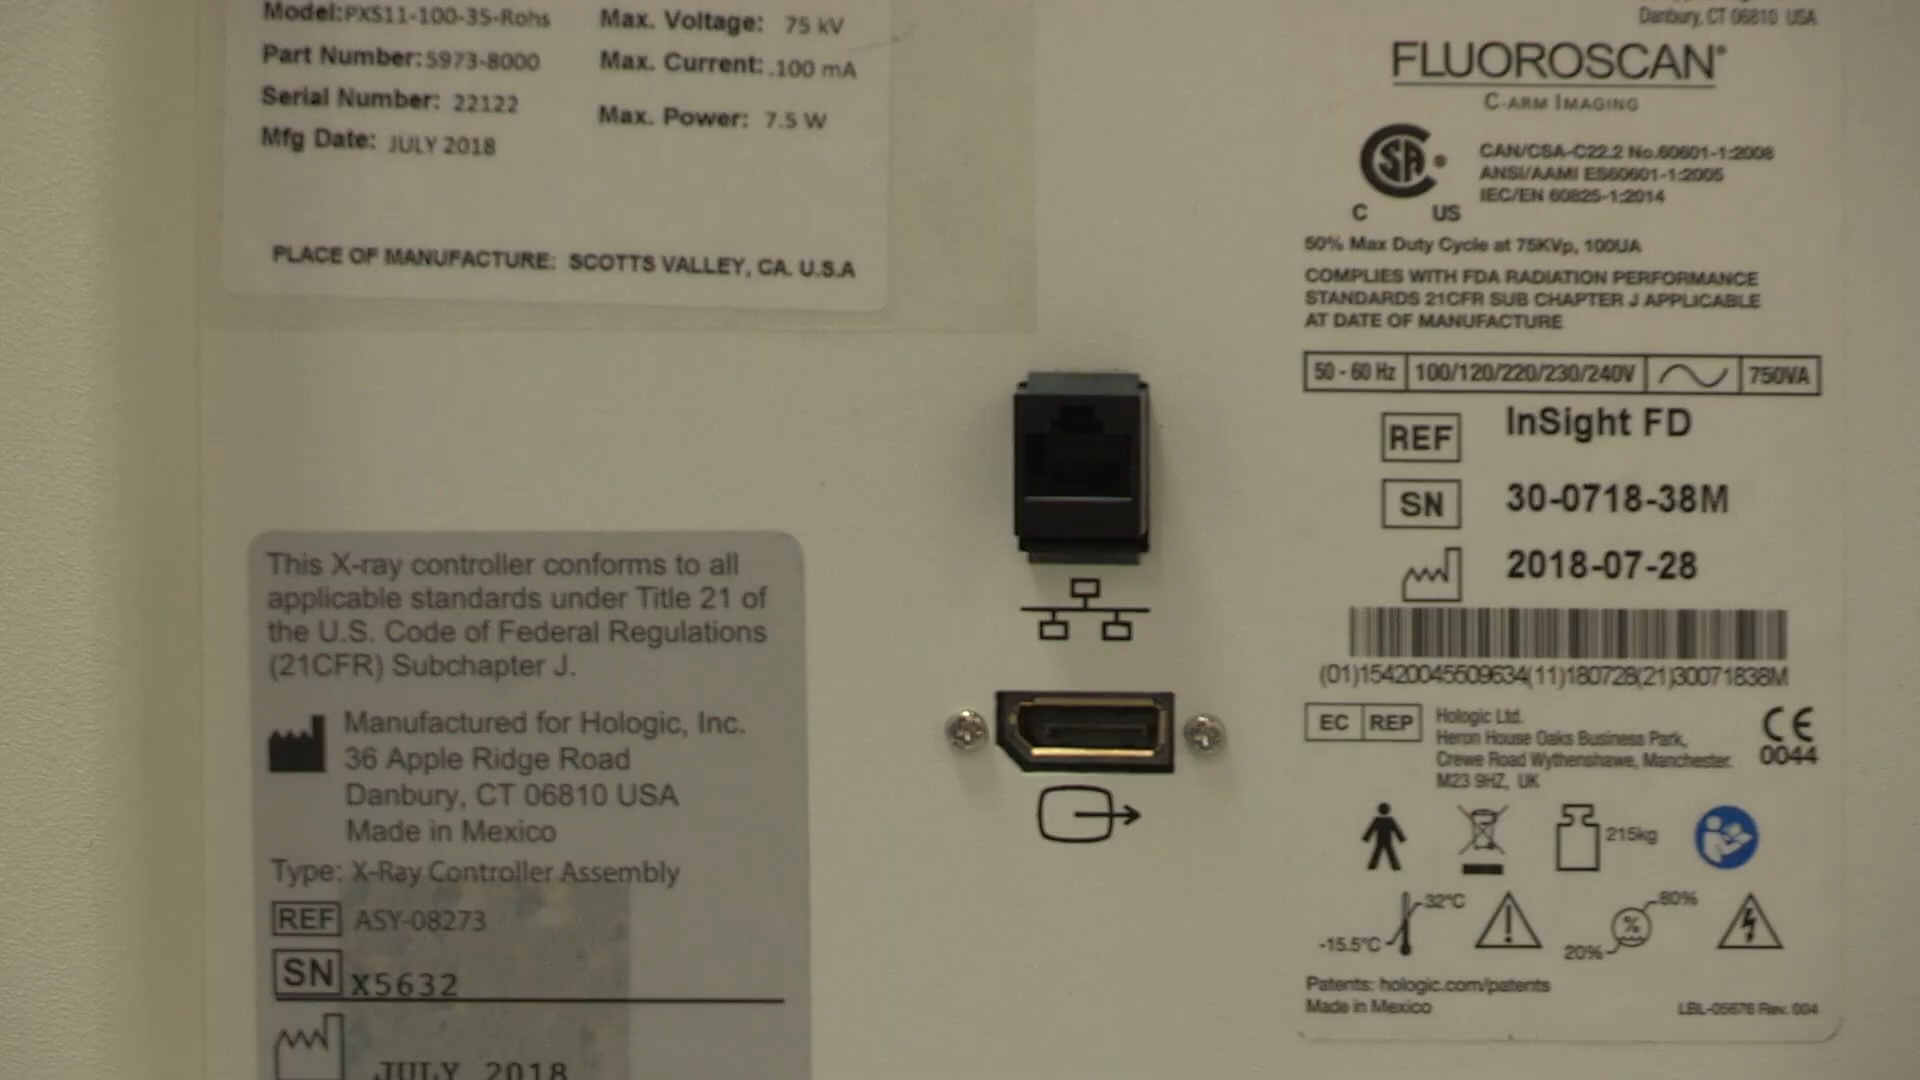 Model:PXS11-100-35-Rohs
Part Number:5973-8000
Serial Number: 22122
Mfg Date: JULY 2018
Max. Voltage: 75 kV
Max. Current: .100 mA
Max. Power: 7.5 W
PLACE OF MANUFACTURE: SCOTTS VALLEY, CA. U.S.A
This X-ray controller conforms to all
applicable standards under Title 21 of
the U.S. Code of Federal Regulations
(21CFR) Subchapter J.
Manufactured for Hologic, Inc.
36 Apple Ridge Road
Danbury, CT 06810 USA
Made in Mexico
Type: X-Ray Controller Assembly
REF ASY-08273
SN X5632
JULY 2018
Danbury, CT 06810 USA
FLUOROSCAN®
C-ARM IMAGING
CSA ®
C US
CAN/CSA-C22.2 No.60601-1:2008
ANSI/AAMI ES60601-1:2005
IEC/EN 60825-1:2014
50% Max Duty Cycle at 75KVp, 100UA
COMPLIES WITH FDA RADIATION PERFORMANCE
STANDARDS 21CFR SUB CHAPTER J APPLICABLE
AT DATE OF MANUFACTURE
50 - 60 Hz 100/120/220/230/240V 750VA
REF InSight FD
SN 30-0718-38M
2018-07-28
(01)15420045509634(11)180728(21)30071838M
EC REP
Hologic Ltd.
Heron House Oaks Business Park,
Crewe Road Wythenshawe, Manchester.
M23 9HZ, UK
CE
0044
215kg
32°C
-15.5°C
%
80%
20%
Patents: hologic.com/patents
Made in Mexico
LBL-05676 Rev. 004